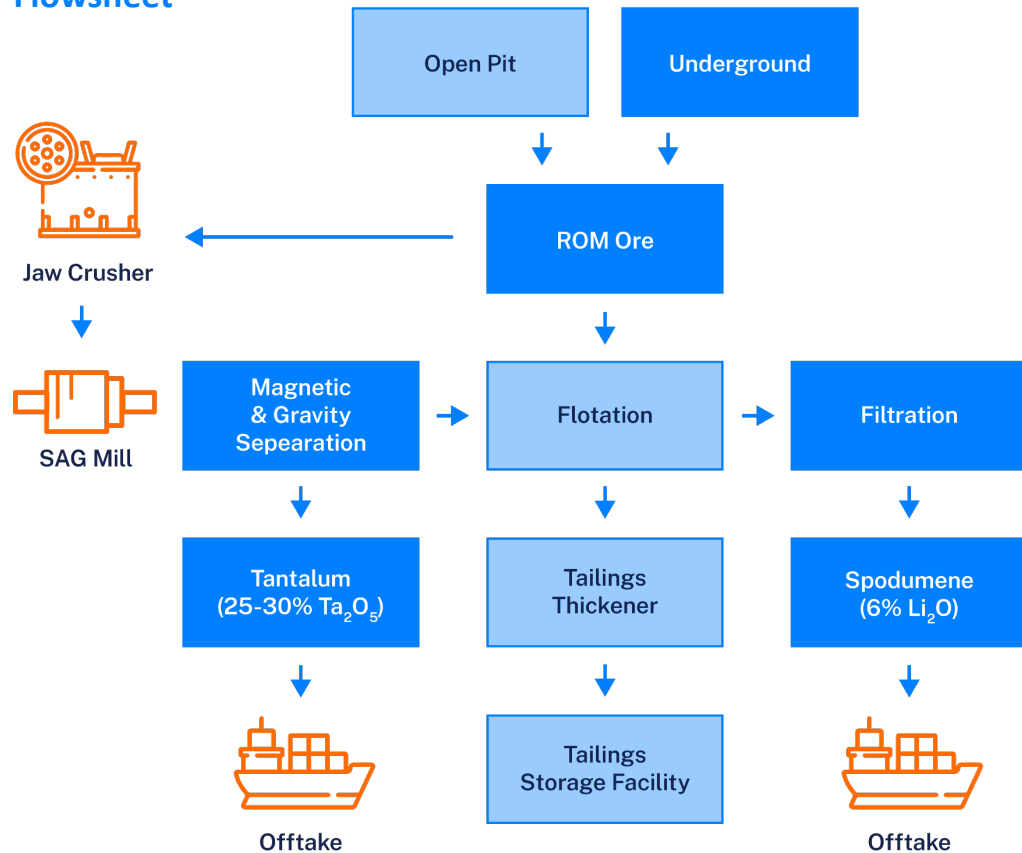 Flowsheet
Open Pit
Underground
ROM Ore
Jaw Crusher
SAG Mill
Magnetic
& Gravity
Sepearation
Flotation
Filtration
Tantalum
(25-30% Ta₂O₅)
Tailings
Thickener
Spodumene
(6% Li₂O)
Tailings
Storage Facility
Offtake
Offtake